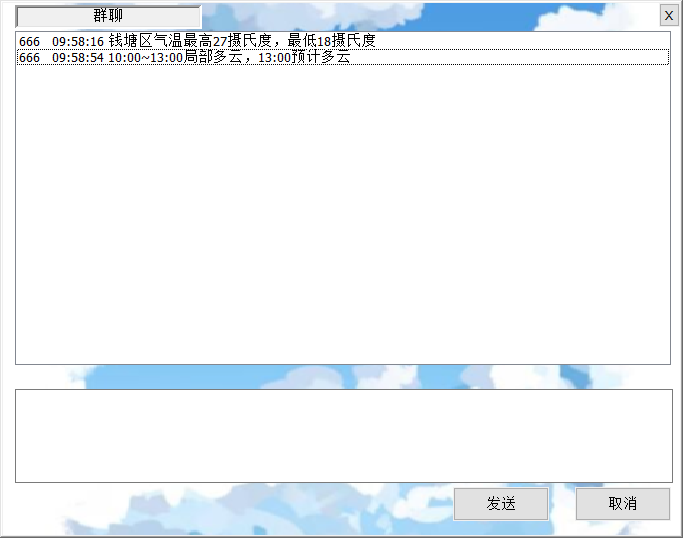 群聊
X
666 09:58:16 钱塘区气温最高27摄氏度，最低18摄氏度
666 09:58:54 10:00~13:00局部多云，13:00预计多云
发送
取消